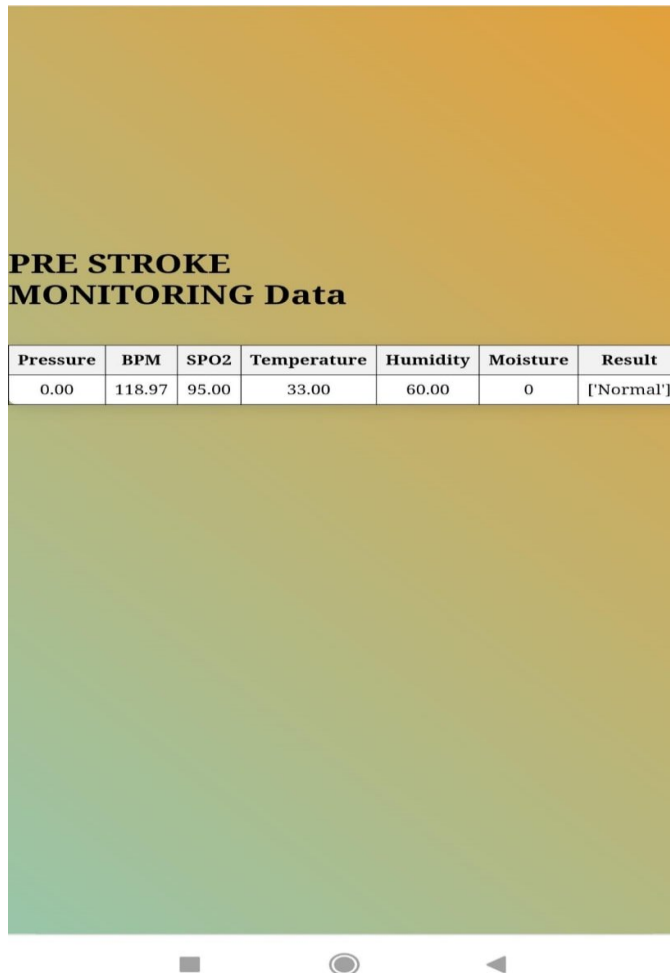 PRE STROKE
MONITORING Data
Pressure BPM SPO2 Temperature Humidity Moisture Result
0.00 118.97 95.00 33.00 60.00 0 ['Normal']